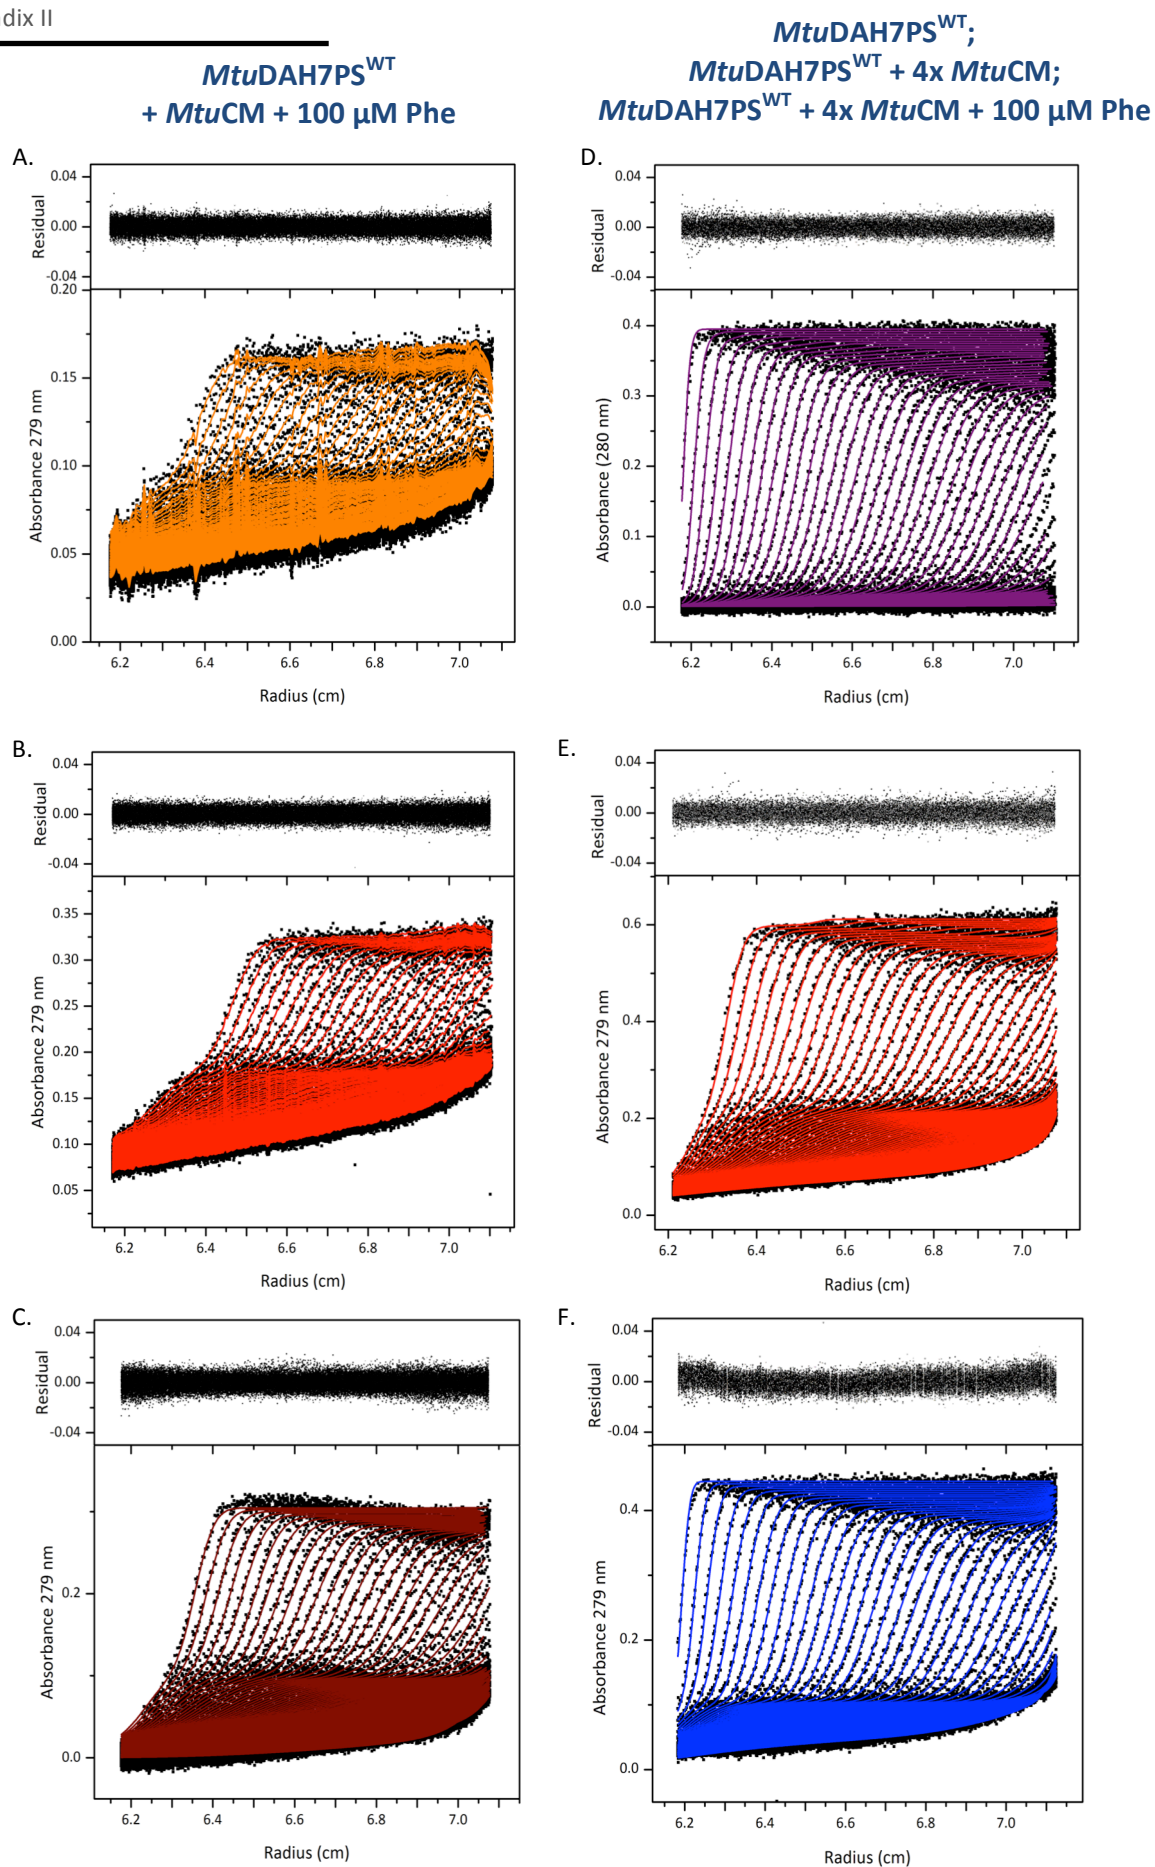 dix II
MtuDAH7PSWT
+ MtuCM + 100 µM Phe
MtuDAH7PSWT;
MtuDAH7PSWT + 4x MtuCM;
MtuDAH7PSWT + 4x MtuCM + 100 µM Phe
A.
0.04
0.00
-0.04
Residual
0.20
0.15
0.10
0.05
0.00
Absorbance 279 nm
6.2 6.4 6.6 6.8 7.0
Radius (cm)
D.
0.04
0.00
-0.04
Residual
0.4
0.3
0.2
0.1
0.0
Absorbance (280 nm)
6.2 6.4 6.6 6.8 7.0
Radius (cm)
B.
0.04
0.00
-0.04
Residual
0.35
0.30
0.25
0.20
0.15
0.10
0.05
Absorbance 279 nm
6.2 6.4 6.6 6.8 7.0
Radius (cm)
E.
0.04
0.00
-0.04
Residual
0.6
0.4
0.2
0.0
Absorbance 279 nm
6.2 6.4 6.6 6.8 7.0
Radius (cm)
C.
0.04
0.00
-0.04
Residual
0.2
0.0
Absorbance 279 nm
6.2 6.4 6.6 6.8 7.0
Radius (cm)
F.
0.04
0.00
-0.04
Residual
0.4
0.2
0.0
Absorbance 279 nm
6.2 6.4 6.6 6.8 7.0
Radius (cm)